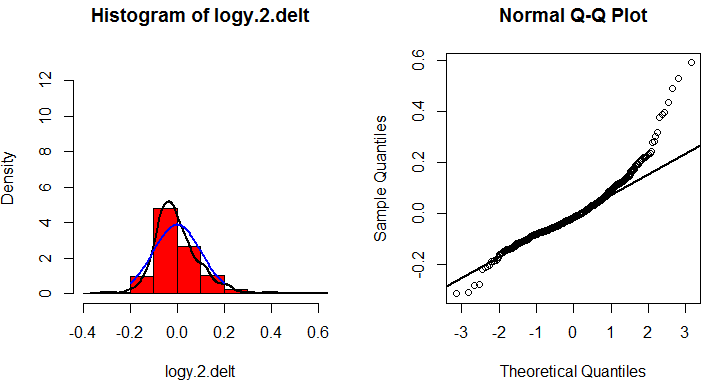 Histogram of logy.2.delt
Density
12
10
8
6
4
2
0
-0.4 -0.2 0.0 0.2 0.4 0.6
logy.2.delt
Normal Q-Q Plot
Sample Quantiles
0.6
0.4
0.2
0.0
-0.2
-3 -2 -1 0 1 2 3
Theoretical Quantiles